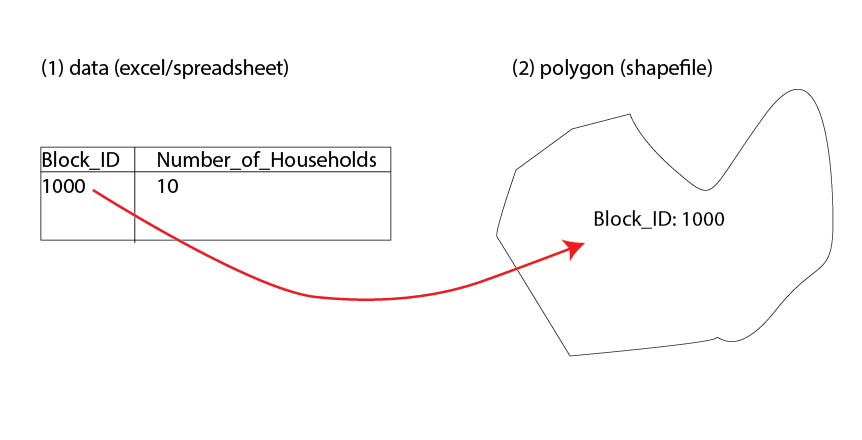 (1) data (excel/spreadsheet)
(2) polygon (shapefile)
Block_ID Number_of_Households
1000 10
Block_ID: 1000